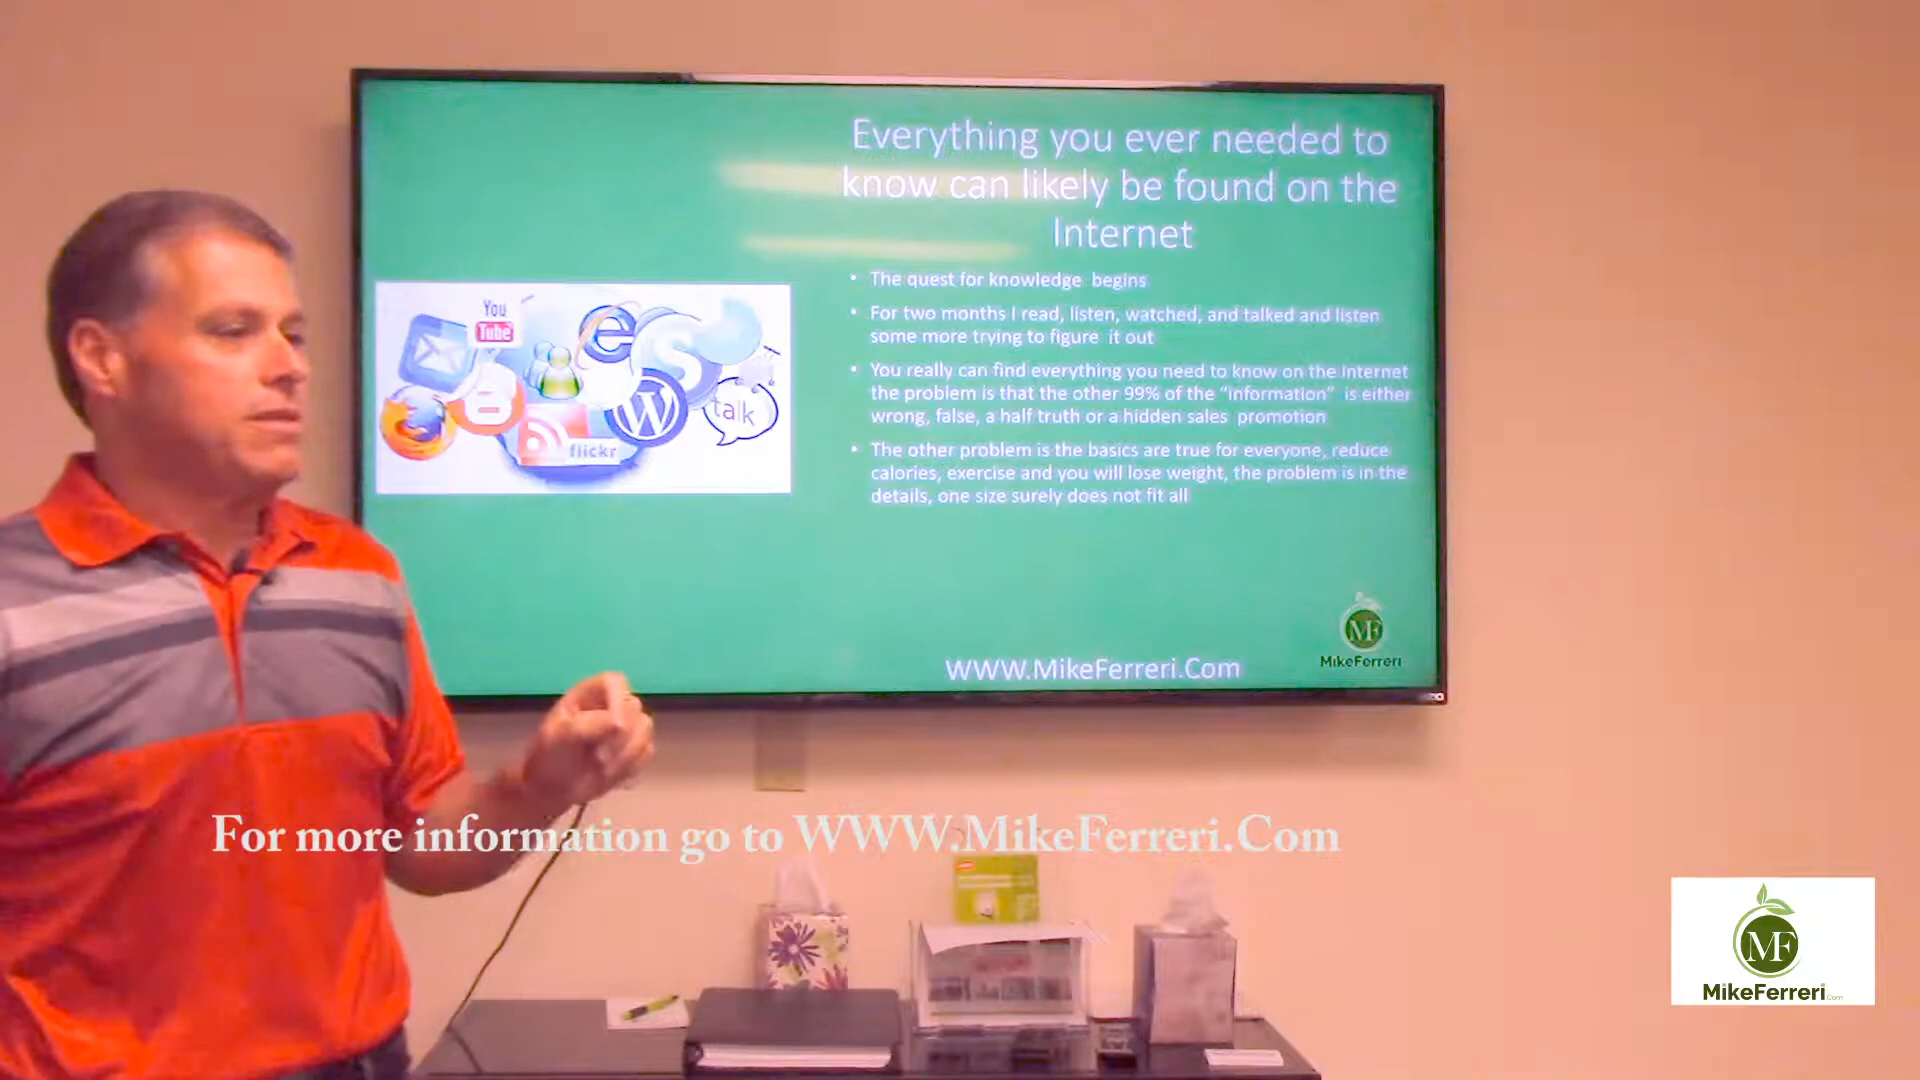 Everything you ever needed to
know can likely be found on the
Internet
• The quest for knowledge begins
• For two months I read, listen, watched, and talked and listen
some more trying to figure it out
• You really can find everything you need to know on the Internet
the problem is that the other 99% of the "information" is either
wrong, false, a half truth or a hidden sales promotion
• The other problem is the basics are true for everyone, reduce
calories, exercise and you will lose weight, the problem is in the
details, one size surely does not fit all
You
Tube
talk
flickr
MF
MikeFerreri
WWW.MikeFerreri.Com
For more information go to WWW.MikeFerreri.Com
MF
MikeFerreri.Com